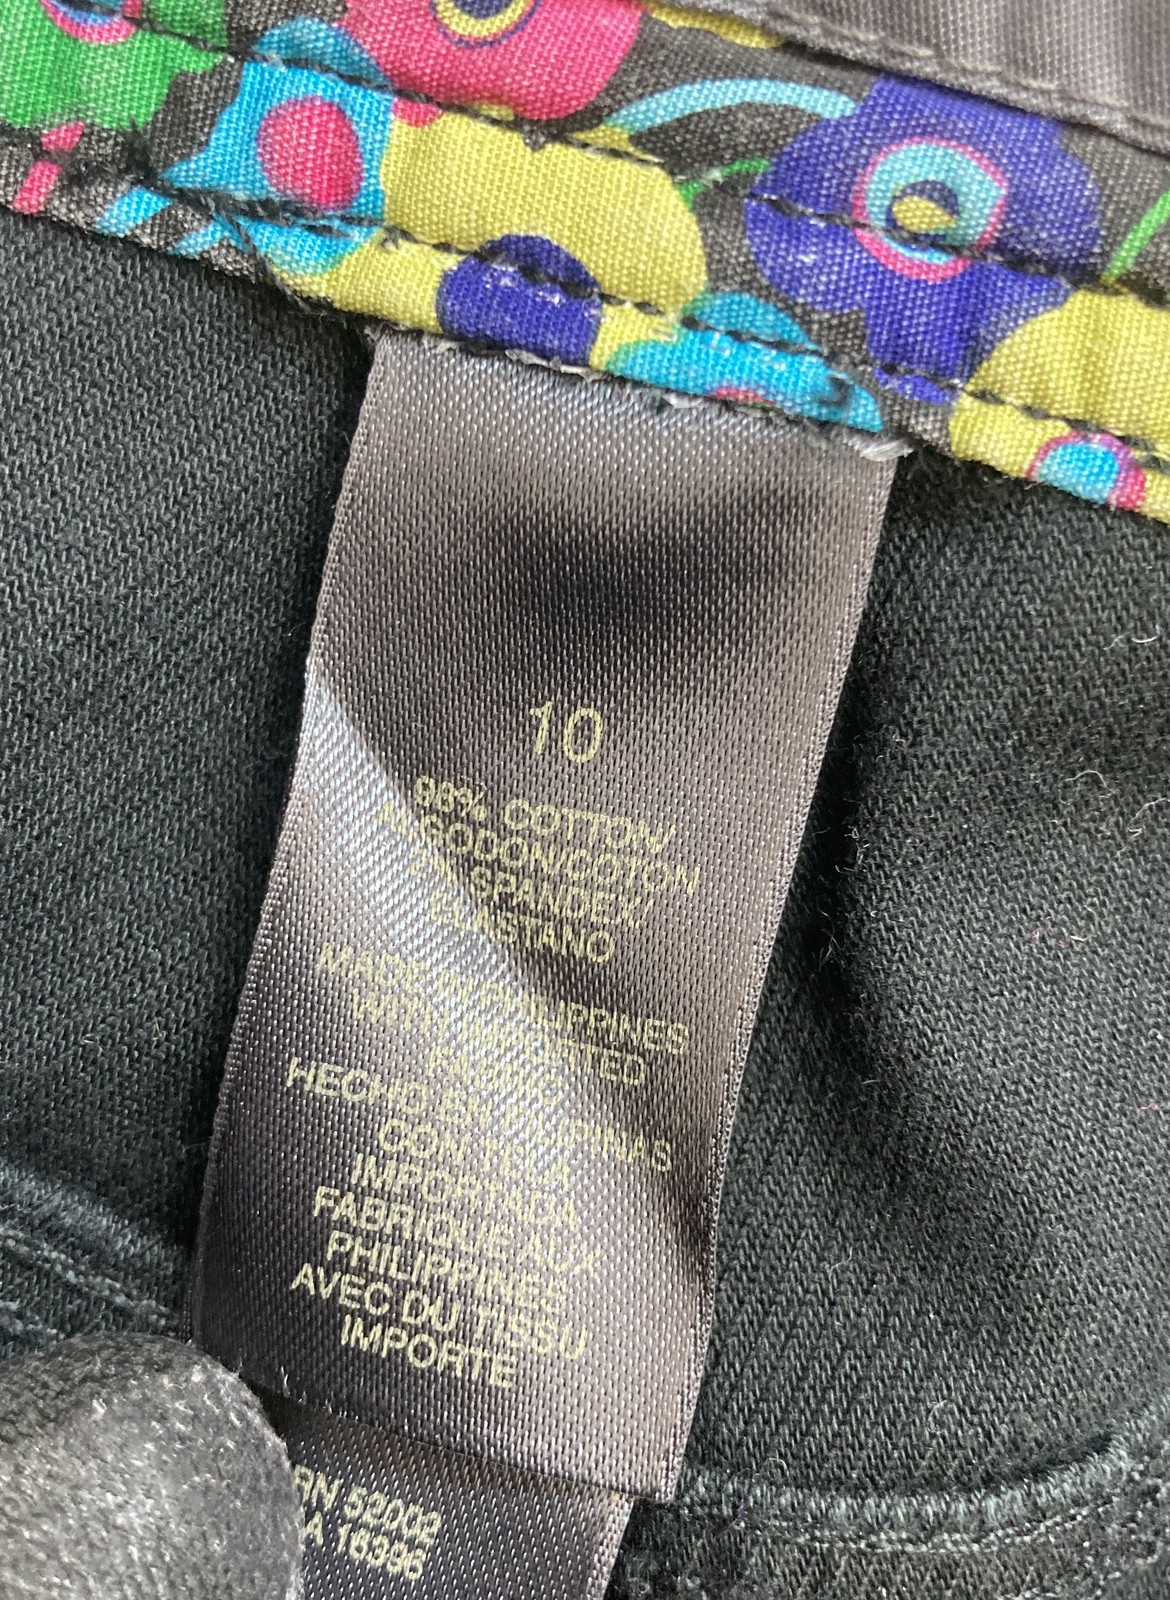 10
98% COTTON/
ALGODON/COTON
2% SPANDEX/
ELASTANO
MADE IN PHILIPPINES
WITH IMPORTED
FABRIC
HECHO EN FILIPINAS
CON TELA
IMPORTADA
FABRIQUE AUX
PHILIPPINES
AVEC DU TISSU
IMPORTE
RN 52002
CA 16396